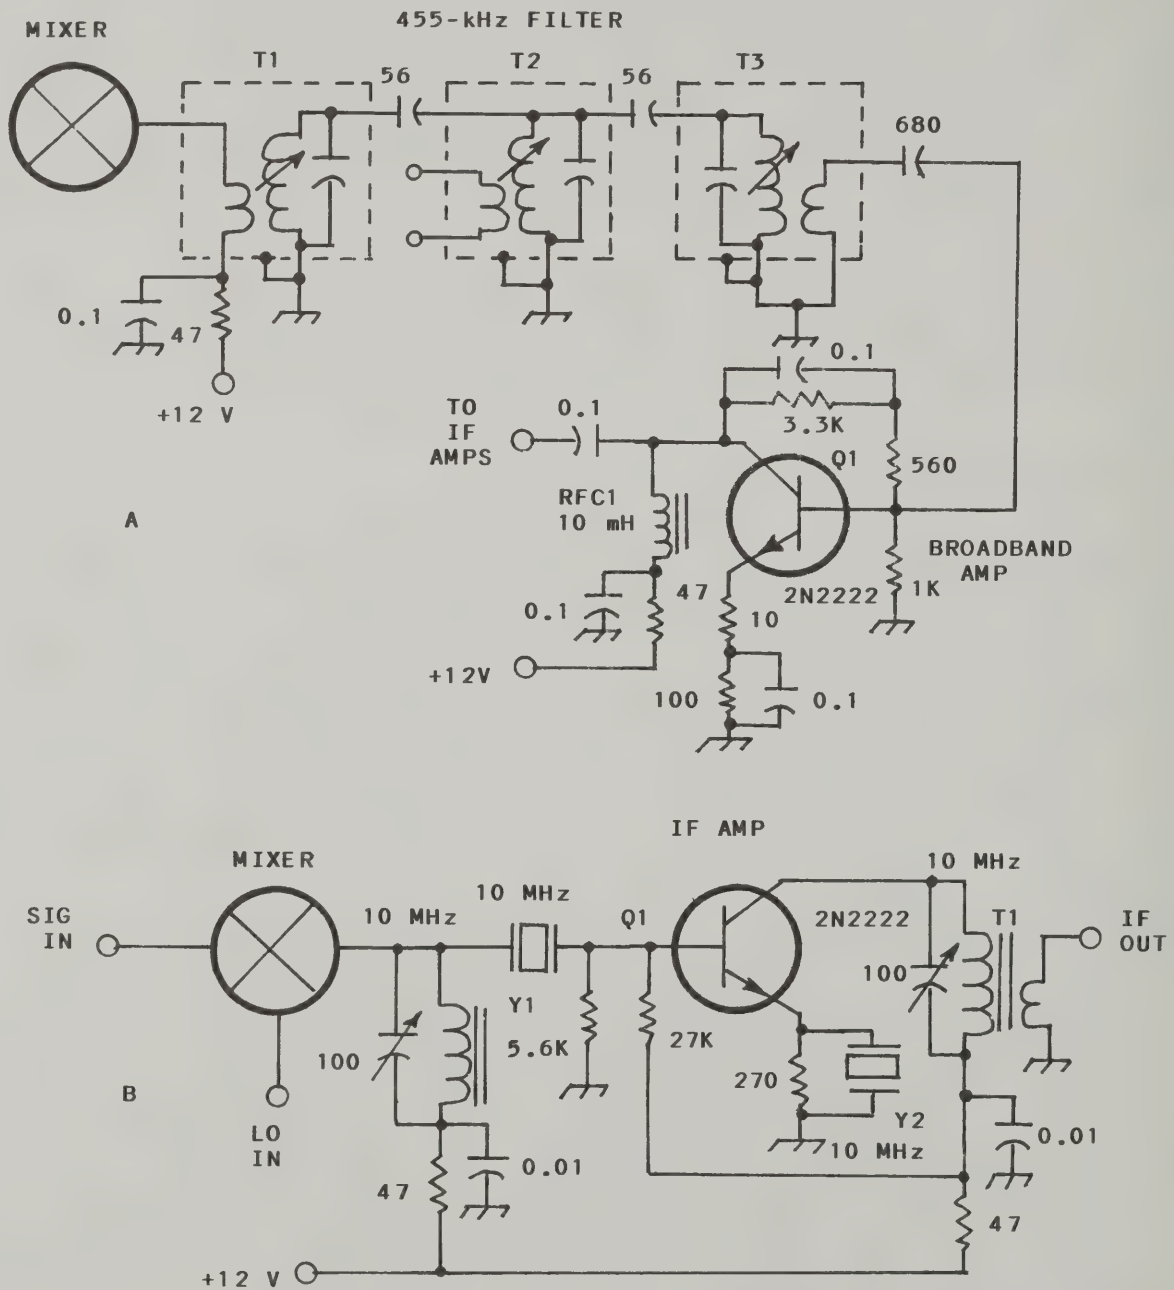 455-kHz FILTER
MIXER
T1
T2
T3
56
56
680
0.1
47
+12 V
0.1
3.3K
TO
IF
AMPS
0.1
Q1
560
RFC1
10 mH
A
BROADBAND
AMP
0.1
47
2N2222
1K
10
+12V
100
0.1
IF AMP
MIXER
10 MHz
10 MHz
SIG
IN
10 MHz
Q1
2N2222
T1
IF
OUT
100
Y1
100
5.6K
27K
270
B
LO
IN
Y2
10 MHz
0.01
0.01
47
47
+12 V